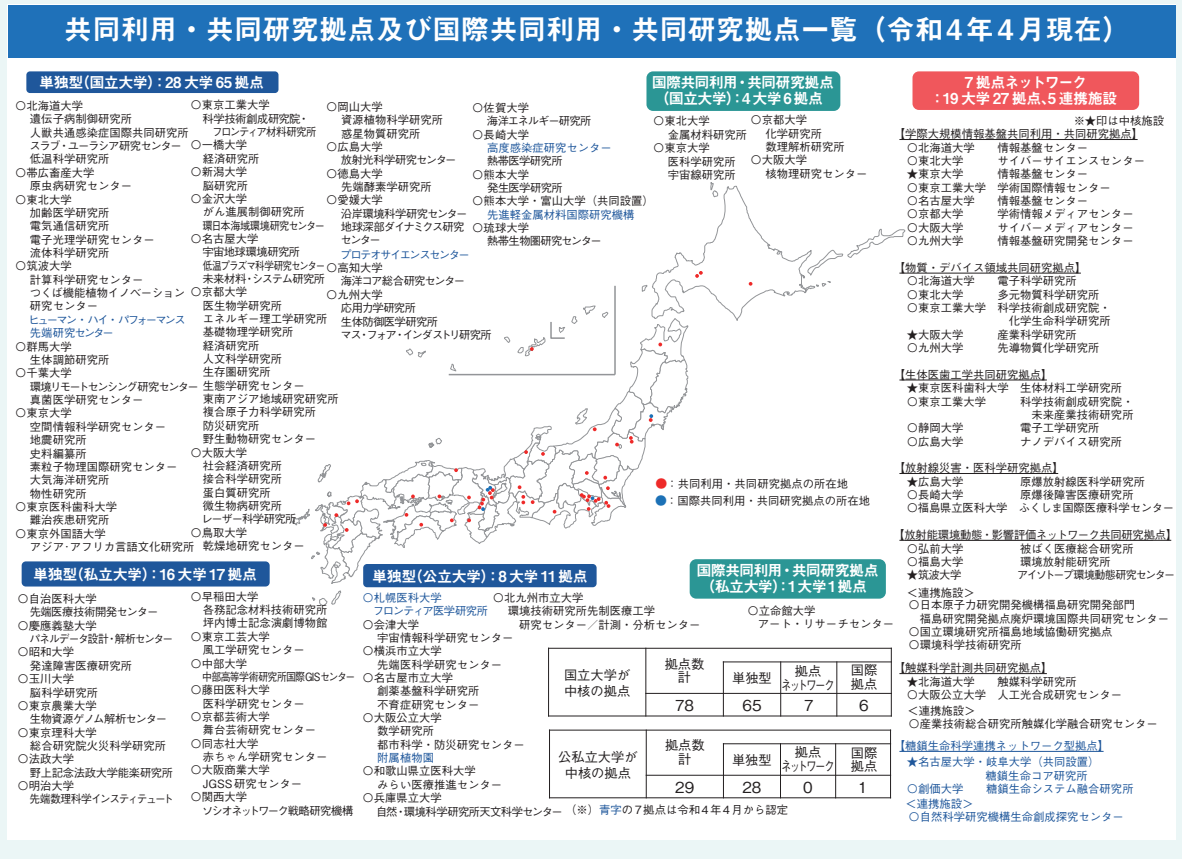 共同利用・共同研究拠点及び国際共同利用・共同研究拠点一覧（令和4年4月現在）
単独型(国立大学)：28大学65拠点
○北海道大学
遺伝子病制御研究所
人獣共通感染症国際共同研究所
スラブ・ユーラシア研究センター
低温科学研究所
○帯広畜産大学
原虫病研究センター
○東北大学
加齢医学研究所
電気通信研究所
電子光理学研究センター
流体科学研究所
○筑波大学
計算科学研究センター
つくば機能植物イノベーション
研究センター
ヒューマン・ハイ・パフォーマンス
先端研究センター
○群馬大学
生体調節研究所
○千葉大学
環境リモートセンシング研究センター
真菌医学研究センター
○東京大学
空間情報科学研究センター
地震研究所
史料編纂所
素粒子物理国際研究センター
大気海洋研究所
物性研究所
○東京医科歯科大学
難治疾患研究所
○東京外国語大学
アジア・アフリカ言語文化研究所
○東京工業大学
科学技術創成研究院・
フロンティア材料研究所
○一橋大学
経済研究所
○新潟大学
脳研究所
○金沢大学
がん進展制御研究所
環日本海域環境研究センター
○名古屋大学
宇宙地球環境研究所
低温プラズマ科学研究センター
未来材料・システム研究所
○京都大学
医生物学研究所
エネルギー理工学研究所
基礎物理学研究所
経済研究所
人文科学研究所
生存圏研究所
生態学研究センター
東南アジア地域研究研究所
複合原子力科学研究所
防災研究所
野生動物研究センター
○大阪大学
社会経済研究所
接合科学研究所
蛋白質研究所
微生物病研究所
レーザー科学研究所
○鳥取大学
乾燥地研究センター
○岡山大学
資源植物科学研究所
惑星物質研究所
○広島大学
放射光科学研究センター
○徳島大学
先端酵素学研究所
○愛媛大学
沿岸環境科学研究センター
地球深部ダイナミクス研究
センター
プロテオサイエンスセンター
○高知大学
海洋コア総合研究センター
○九州大学
応用力学研究所
生体防御医学研究所
マス・フォア・インダストリ研究所
○佐賀大学
海洋エネルギー研究所
○長崎大学
高度感染症研究センター
熱帯医学研究所
○熊本大学
発生医学研究所
○熊本大学・富山大学（共同設置）
先進軽金属材料国際研究機構
○琉球大学
熱帯生物圏研究センター
国際共同利用・共同研究拠点
（国立大学）：4大学6拠点
○東北大学
金属材料研究所
○東京大学
医科学研究所
宇宙線研究所
○京都大学
化学研究所
数理解析研究所
○大阪大学
核物理研究センター
7拠点ネットワーク
：19大学27拠点、5連携施設
※★印は中核施設
【学際大規模情報基盤共同利用・共同研究拠点】
○北海道大学 情報基盤センター
○東北大学 サイバーサイエンスセンター
★東京大学 情報基盤センター
○東京工業大学 学術国際情報センター
○名古屋大学 情報基盤センター
○京都大学 学術情報メディアセンター
○大阪大学 サイバーメディアセンター
○九州大学 情報基盤研究開発センター
【物質・デバイス領域共同研究拠点】
○北海道大学 電子科学研究所
○東北大学 多元物質科学研究所
○東京工業大学 科学技術創成研究院・
化学生命科学研究所
★大阪大学 産業科学研究所
○九州大学 先導物質化学研究所
【生体医歯工学共同研究拠点】
★東京医科歯科大学 生体材料工学研究所
○東京工業大学 科学技術創成研究院・
未来産業技術研究所
○静岡大学 電子工学研究所
○広島大学 ナノデバイス研究所
【放射線災害・医科学研究拠点】
★広島大学 原爆放射線医科学研究所
○長崎大学 原爆後障害医療研究所
○福島県立医科大学 ふくしま国際医療科学センター
【放射能環境動態・影響評価ネットワーク共同研究拠点】
○弘前大学 被ばく医療総合研究所
○福島大学 環境放射能研究所
★筑波大学 アイソトープ環境動態研究センター
＜連携施設＞
○日本原子力研究開発機構福島研究開発部門
福島研究開発拠点廃炉環境国際共同研究センター
○国立環境研究所福島地域協働研究拠点
○環境科学技術研究所
【触媒科学計測共同研究拠点】
★北海道大学 触媒科学研究所
○大阪公立大学 人工光合成研究センター
＜連携施設＞
○産業技術総合研究所触媒化学融合研究センター
【糖鎖生命科学連携ネットワーク型拠点】
★名古屋大学・岐阜大学（共同設置）
糖鎖生命コア研究所
○創価大学 糖鎖生命システム融合研究所
＜連携施設＞
○自然科学研究機構生命創成探究センター
●：共同利用・共同研究拠点の所在地
●：国際共同利用・共同研究拠点の所在地
単独型(私立大学)：16大学17拠点
○自治医科大学
先端医療技術開発センター
○慶應義塾大学
パネルデータ設計・解析センター
○昭和大学
発達障害医療研究所
○玉川大学
脳科学研究所
○東京農業大学
生物資源ゲノム解析センター
○東京理科大学
総合研究院火災科学研究所
○法政大学
野上記念法政大学能楽研究所
○明治大学
先端数理科学インスティテュート
○早稲田大学
各務記念材料技術研究所
坪内博士記念演劇博物館
○東京工芸大学
風工学研究センター
○中部大学
中部高等学術研究所国際GISセンター
○藤田医科大学
医科学研究センター
○京都芸術大学
舞台芸術研究センター
○同志社大学
赤ちゃん学研究センター
○大阪商業大学
JGSS研究センター
○関西大学
ソシオネットワーク戦略研究機構
単独型(公立大学)：8大学11拠点
○札幌医科大学
フロンティア医学研究所
○会津大学
宇宙情報科学研究センター
○横浜市立大学
先端医科学研究センター
○名古屋市立大学
創薬基盤科学研究所
不育症研究センター
○大阪公立大学
数学研究所
都市科学・防災研究センター
附属植物園
○和歌山県立医科大学
みらい医療推進センター
○兵庫県立大学
自然・環境科学研究所天文科学センター
○北九州市立大学
環境技術研究所先制医療工学
研究センター／計測・分析センター
国際共同利用・共同研究拠点
（私立大学）：1大学1拠点
○立命館大学
アート・リサーチセンター
国立大学が
中核の拠点
拠点数
計
単独型
拠点
ネットワーク
国際
拠点
78 65 7 6
公私立大学が
中核の拠点
拠点数
計
単独型
拠点
ネットワーク
国際
拠点
29 28 0 1
（※）青字の7拠点は令和4年4月から認定